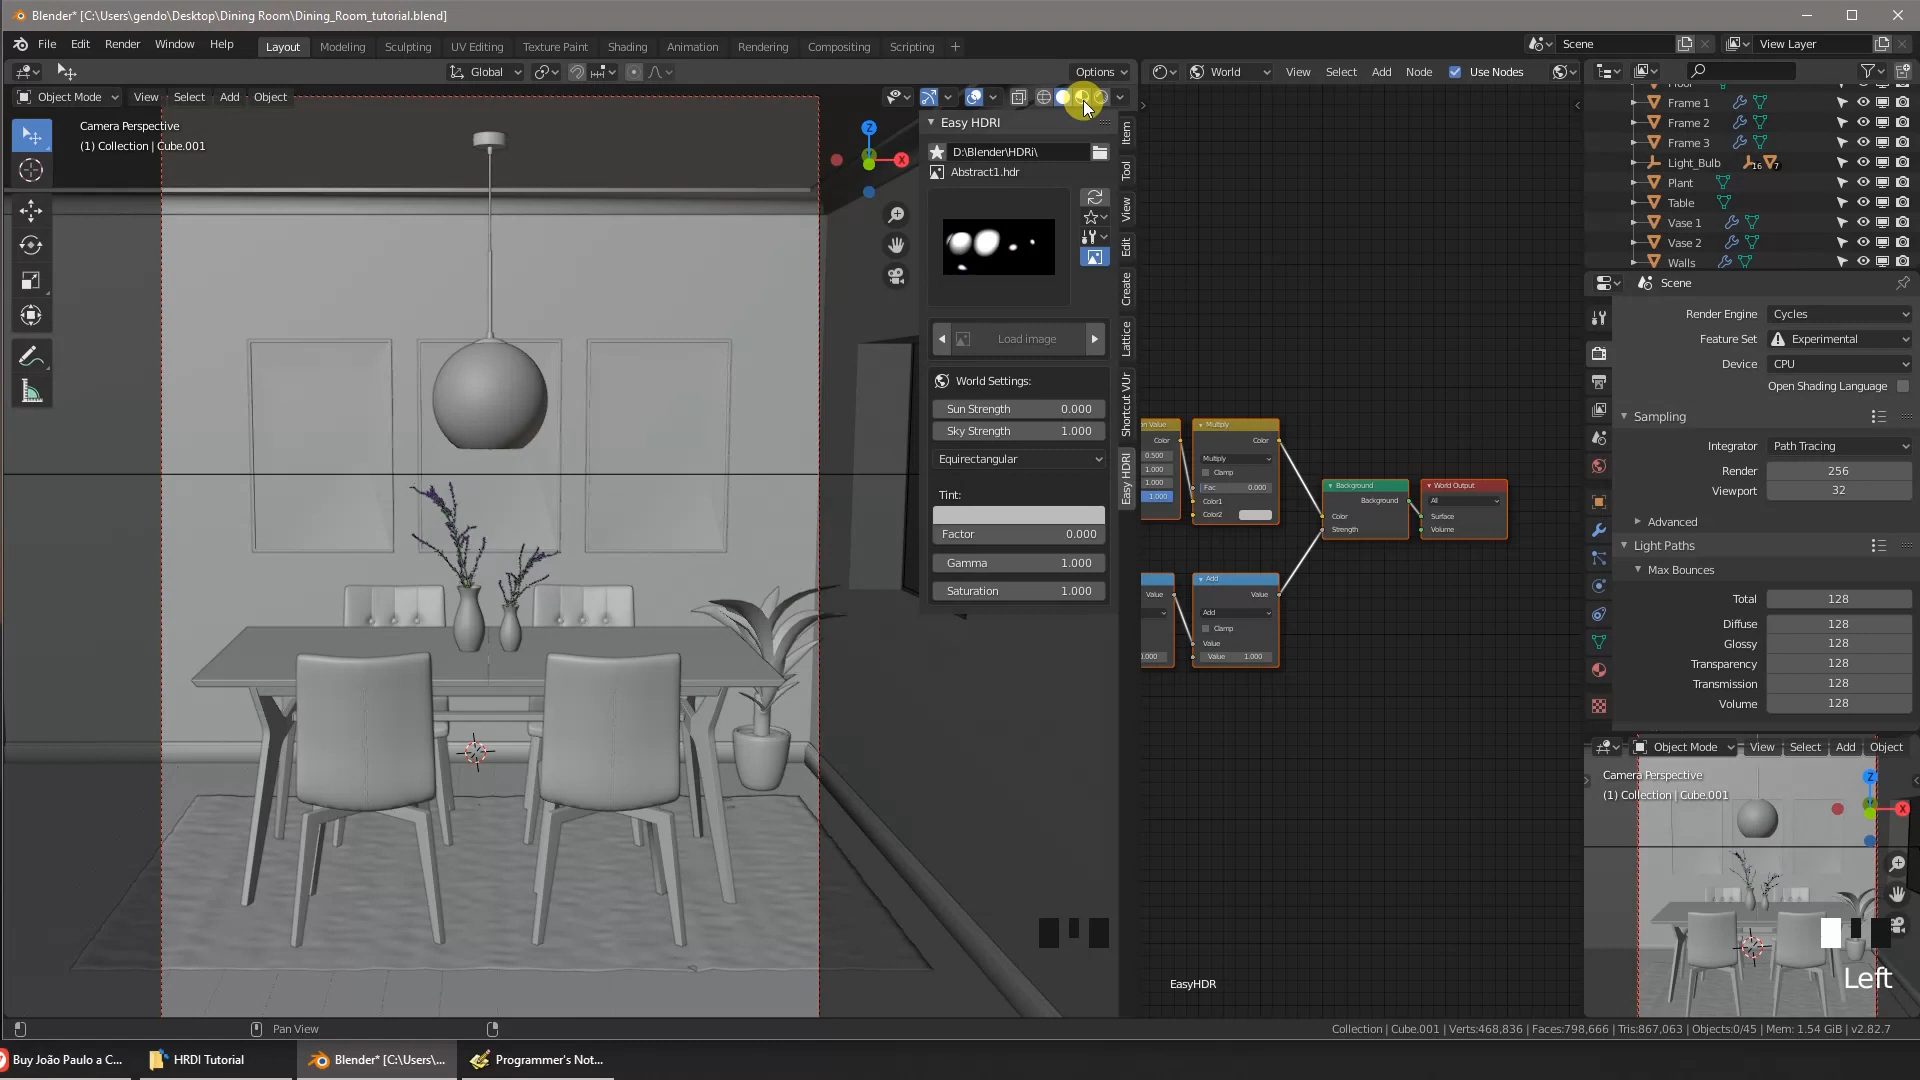 Blender* [C:\Users\gendo\Desktop\Dining Room\Dining_Room_tutorial.blend]
File Edit Render Window Help Layout Modeling Sculpting UV Editing Texture Paint Shading Animation Rendering Compositing Scripting + Scene View Layer
Global Options
World View Select Add Node Use Nodes
Object Mode View Select Add Object
Camera Perspective
(1) Collection | Cube.001
Z
X
Easy HDRI
D:\Blender\HDRi\
Abstract1.hdr
Load image
World Settings:
Sun Strength 0.000
Sky Strength 1.000
Equirectangular
Tint:
Factor 0.000
Gamma 1.000
Saturation 1.000
Item
Tool
View
Edit
Create
Lattice
Shortcut VUr
Easy HDRI
on Value
Color
0.500
1.000
1.000
1.000
Multiply
Color
Multiply
Clamp
Fac 0.000
Color1
Color2
Background
Background
Color
Strength
World Output
All
Surface
Volume
Value
0.000
Add
Value
Add
Clamp
Value
Value 1.000
EasyHDR
Frame 1
Frame 2
Frame 3
Light_Bulb 16 7
Plant
Table
Vase 1
Vase 2
Walls
Scene
Render Engine Cycles
Feature Set Experimental
Device CPU
Open Shading Language
Sampling
Integrator Path Tracing
Render 256
Viewport 32
Advanced
Light Paths
Max Bounces
Total 128
Diffuse 128
Glossy 128
Transparency 128
Transmission 128
Volume 128
Object Mode View Select Add Object
Camera Perspective
(1) Collection | Cube.001
Z
X
Left
Pan View
Collection | Cube.001 | Verts:468,836 | Faces:798,666 | Tris:867,063 | Objects:0/45 | Mem: 1.54 GiB | v2.82.7
Buy João Paulo a C... HRDI Tutorial Blender* [C:\Users\... Programmer's Not...